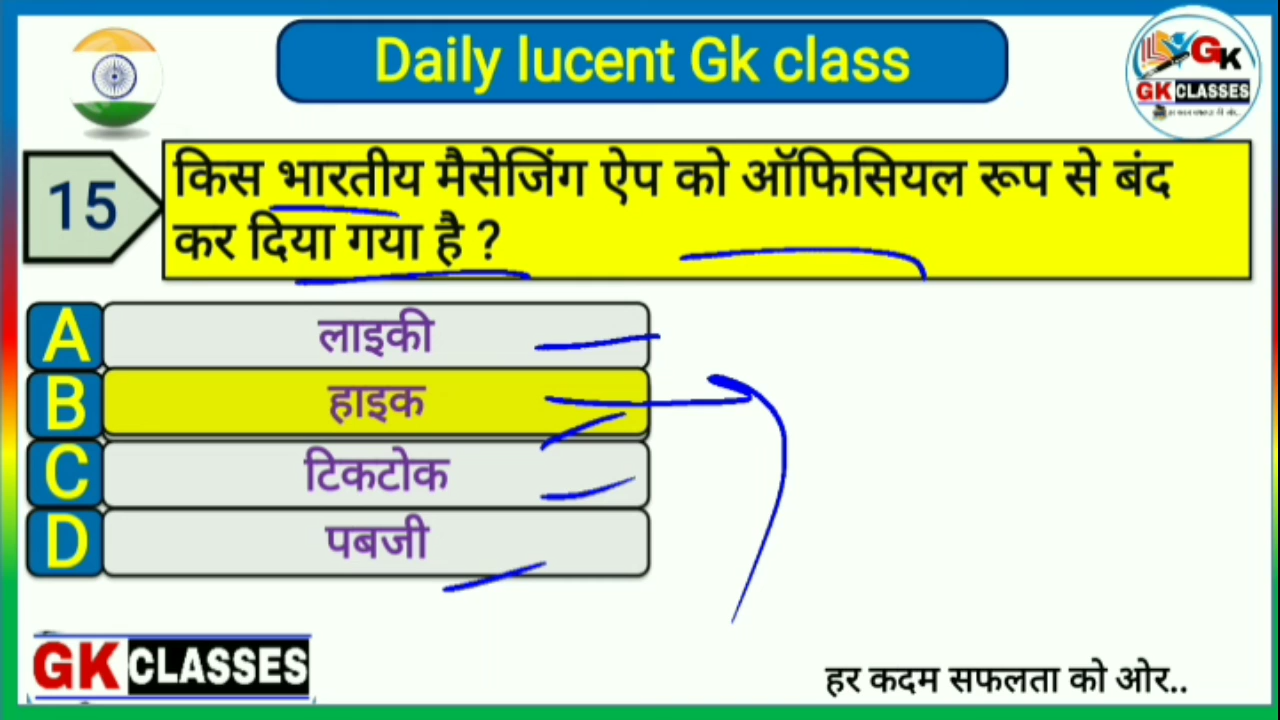 Daily lucent Gk class
GK
GK CLASSES
15
किस भारतीय मैसेजिंग ऐप को ऑफिसियल रूप से बंद
कर दिया गया है ?
A लाइकी
B हाइक
C टिकटोक
D पबजी
GK CLASSES
हर कदम सफलता को ओर..